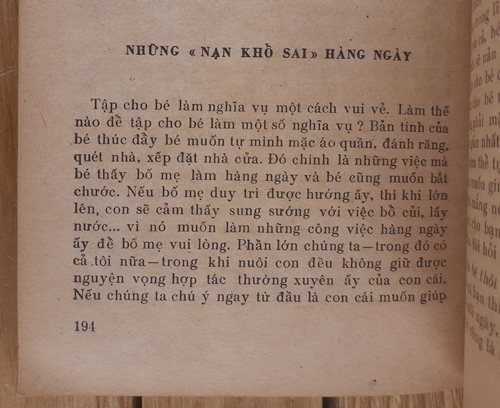 NHỮNG « NẠN KHỔ SAI » HÀNG NGÀY
Tập cho bé làm nghĩa vụ một cách vui vẻ. Làm thế
nào để tập cho bé làm một số nghĩa vụ ? Bản tính của
bé thúc đẩy bé muốn tự mình mặc áo quần, đánh răng,
quét nhà, xếp đặt nhà cửa. Đó chính là những việc mà
bé thấy bố mẹ làm hàng ngày và bé cũng muốn bắt
chước. Nếu bố mẹ duy trì được hướng ấy, thì khi lớn
lên, con sẽ cảm thấy sung sướng với việc bổ củi, lấy
nước... vì nó muốn làm những công việc hàng ngày
ấy để bố mẹ vui lòng. Phần lớn chúng ta — trong đó có
cả tôi nữa — trong khi nuôi con đều không giữ được
nguyện vọng hợp tác thường xuyên ấy của con cái.
Nếu chúng ta chú ý ngay từ đầu là con cái muốn giúp
194